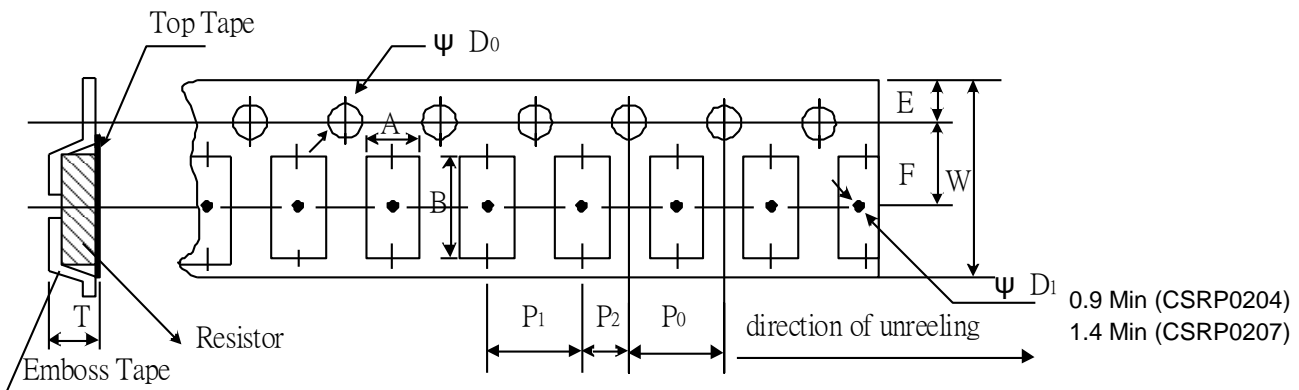 Top Tape
Ψ D0
E
A
F
W
B
Ψ D1
0.9 Min (CSRP0204)
1.4 Min (CSRP0207)
T
P1
P2
P0
direction of unreeling
Resistor
Emboss Tape